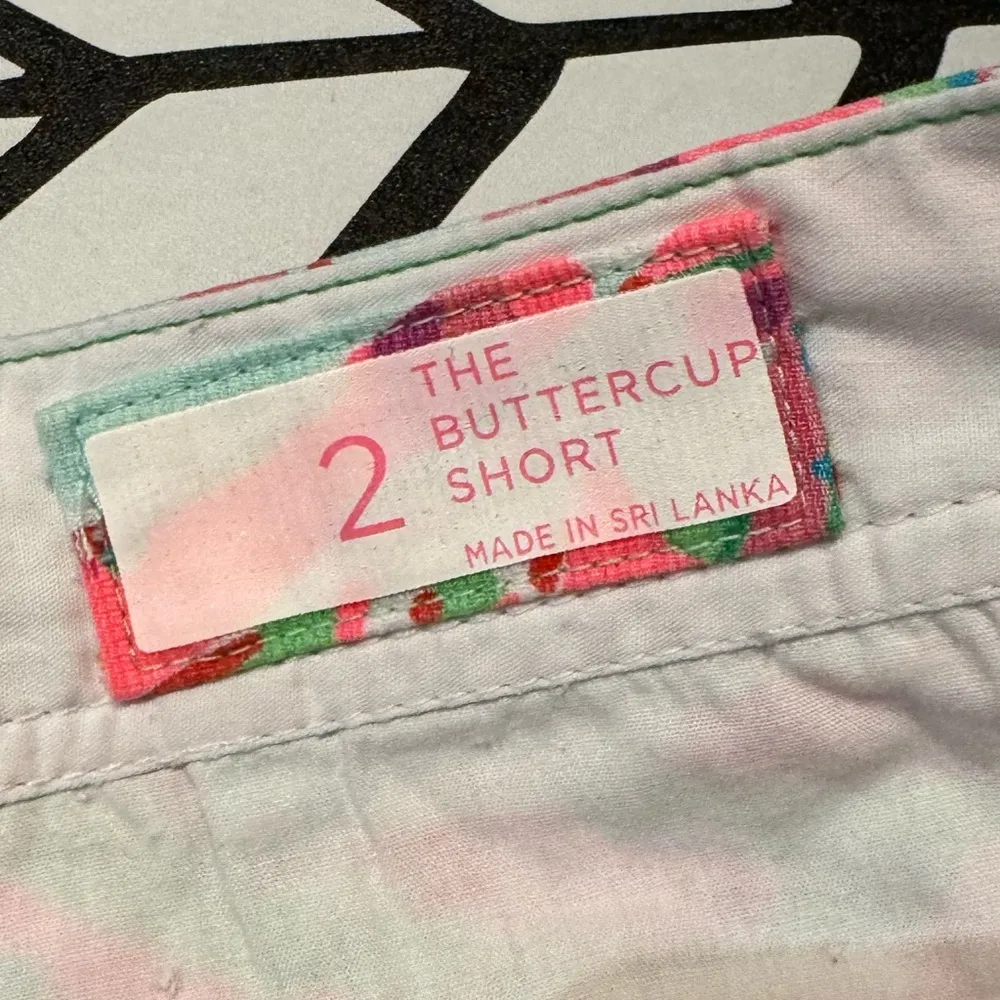 2
THE
BUTTERCUP
SHORT
MADE IN SRI LANKA